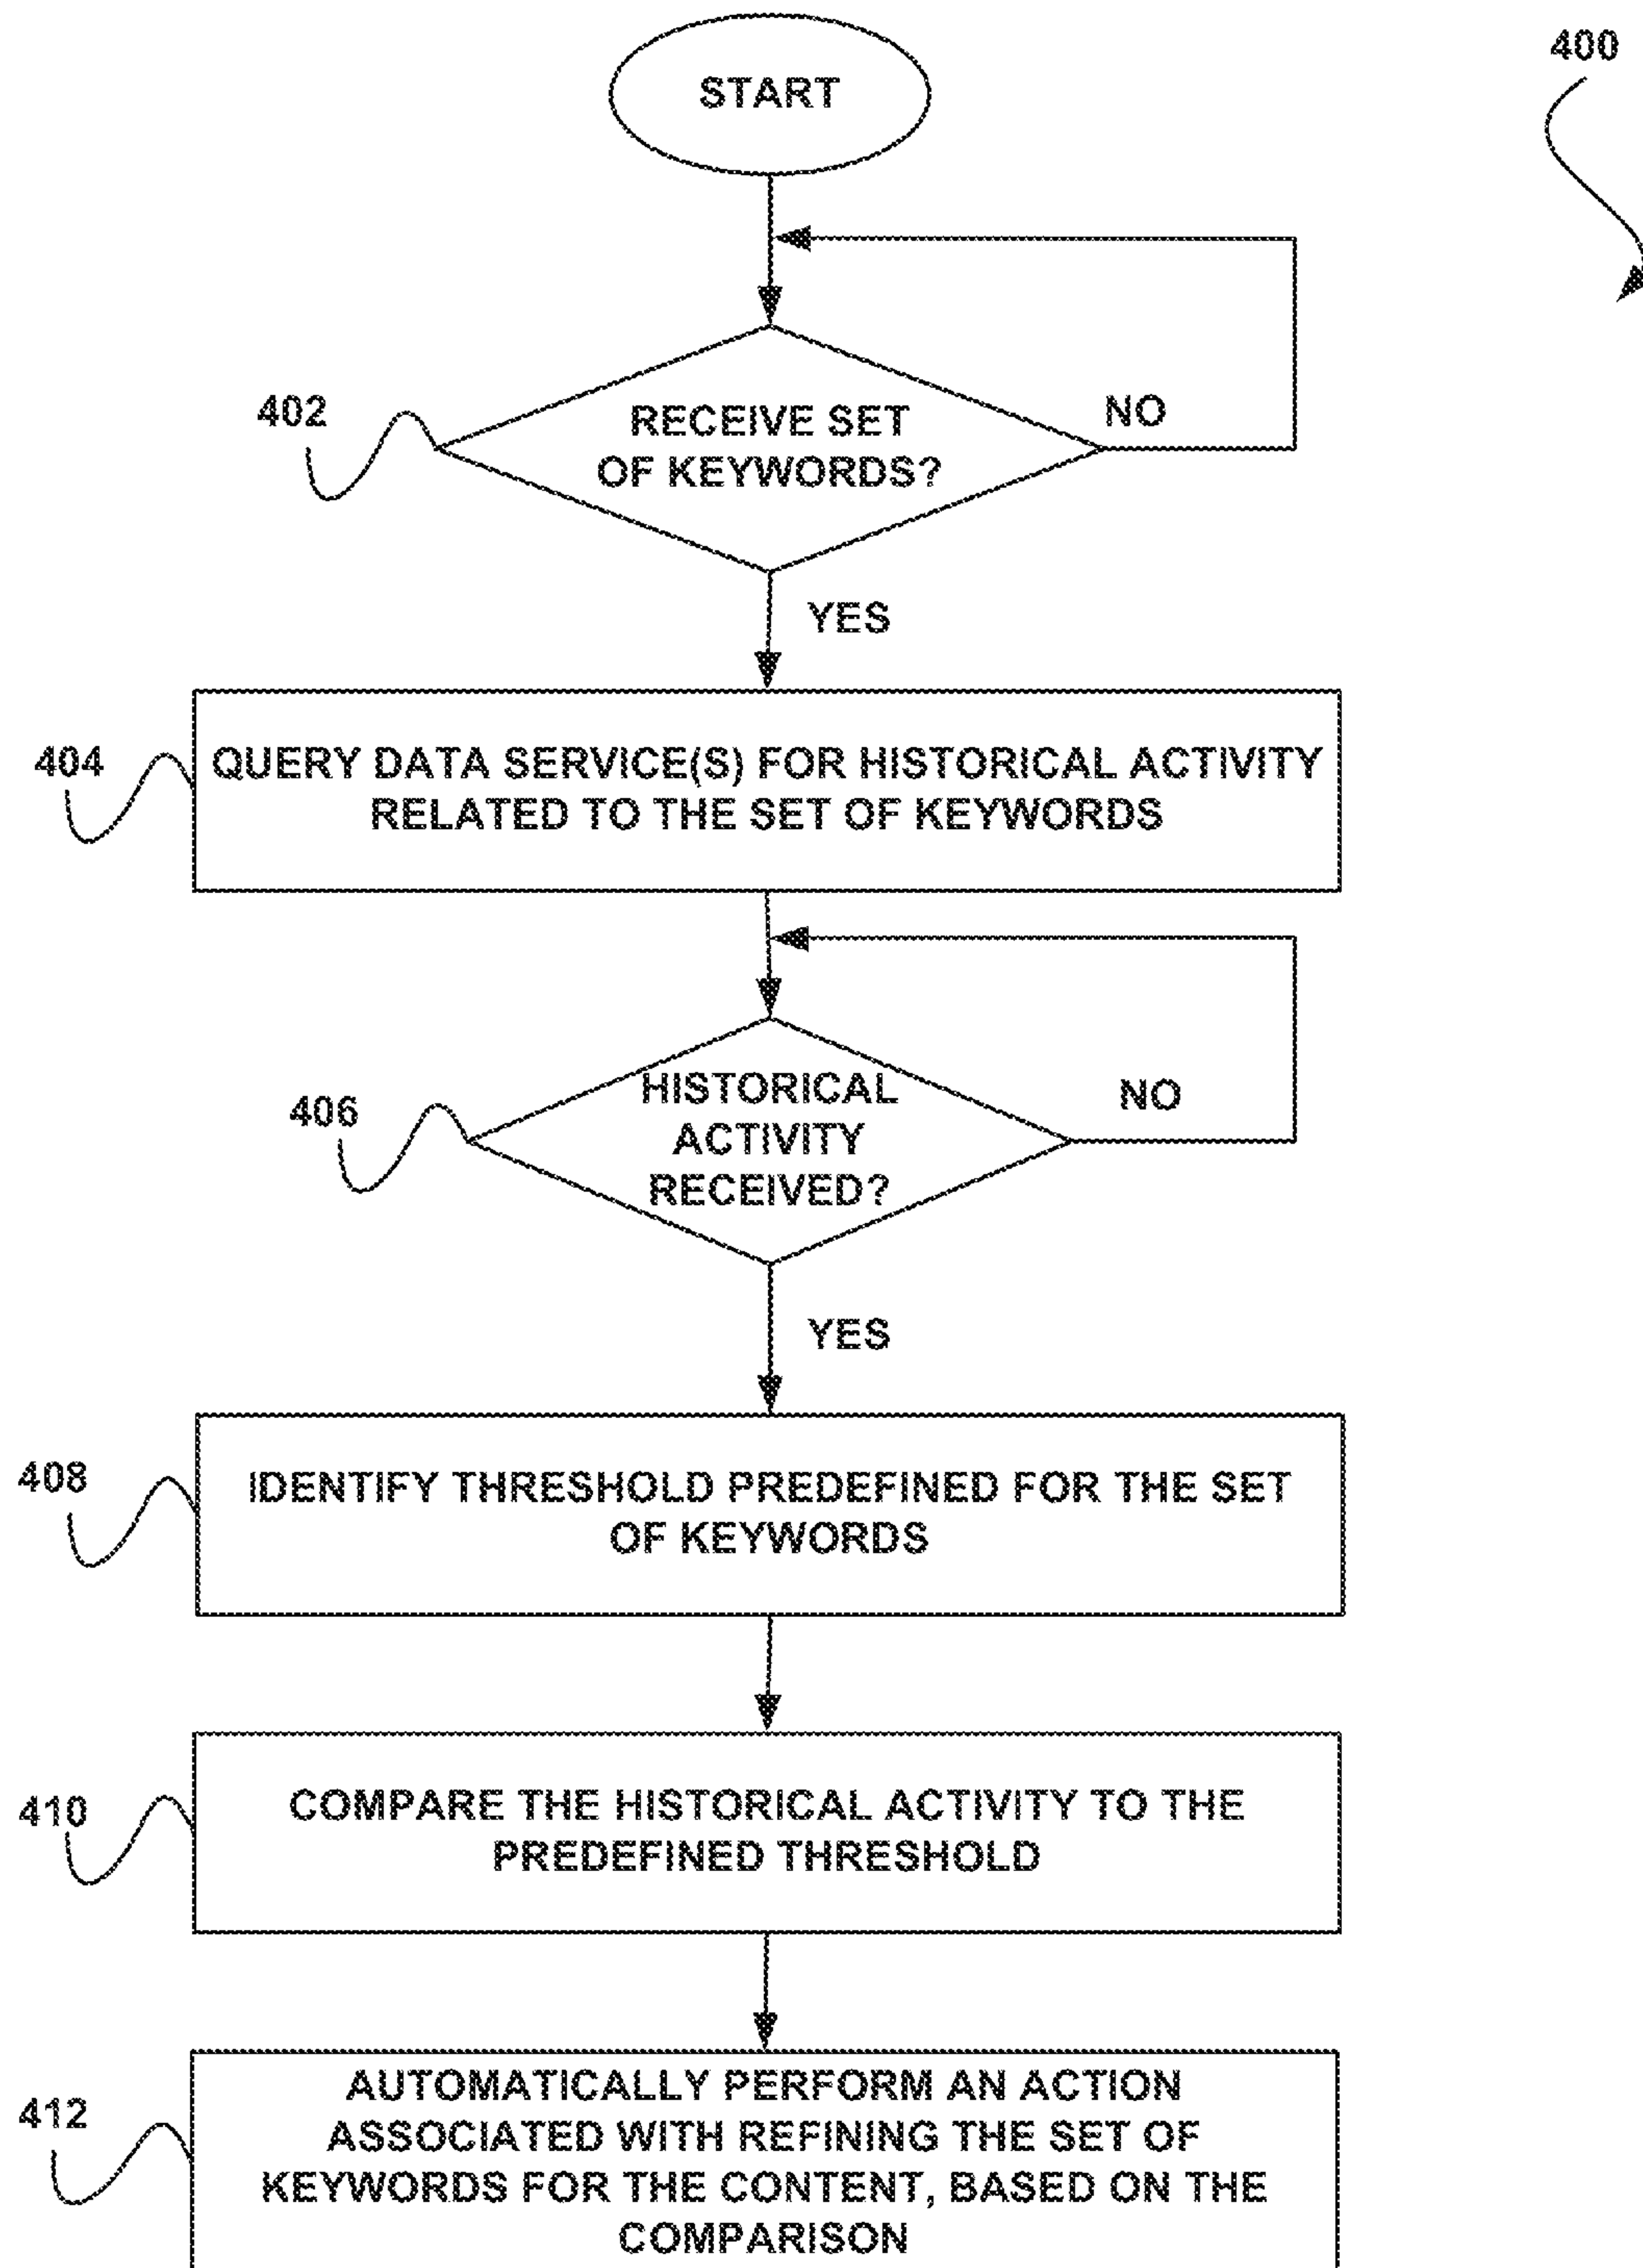 400
START
402
RECEIVE SET
OF KEYWORDS?
NO
YES
404
QUERY DATA SERVICE(S) FOR HISTORICAL ACTIVITY
RELATED TO THE SET OF KEYWORDS
406
HISTORICAL
ACTIVITY
RECEIVED?
NO
YES
408
IDENTIFY THRESHOLD PREDEFINED FOR THE SET
OF KEYWORDS
410
COMPARE THE HISTORICAL ACTIVITY TO THE
PREDEFINED THRESHOLD
412
AUTOMATICALLY PERFORM AN ACTION
ASSOCIATED WITH REFINING THE SET OF
KEYWORDS FOR THE CONTENT, BASED ON THE
COMPARISON